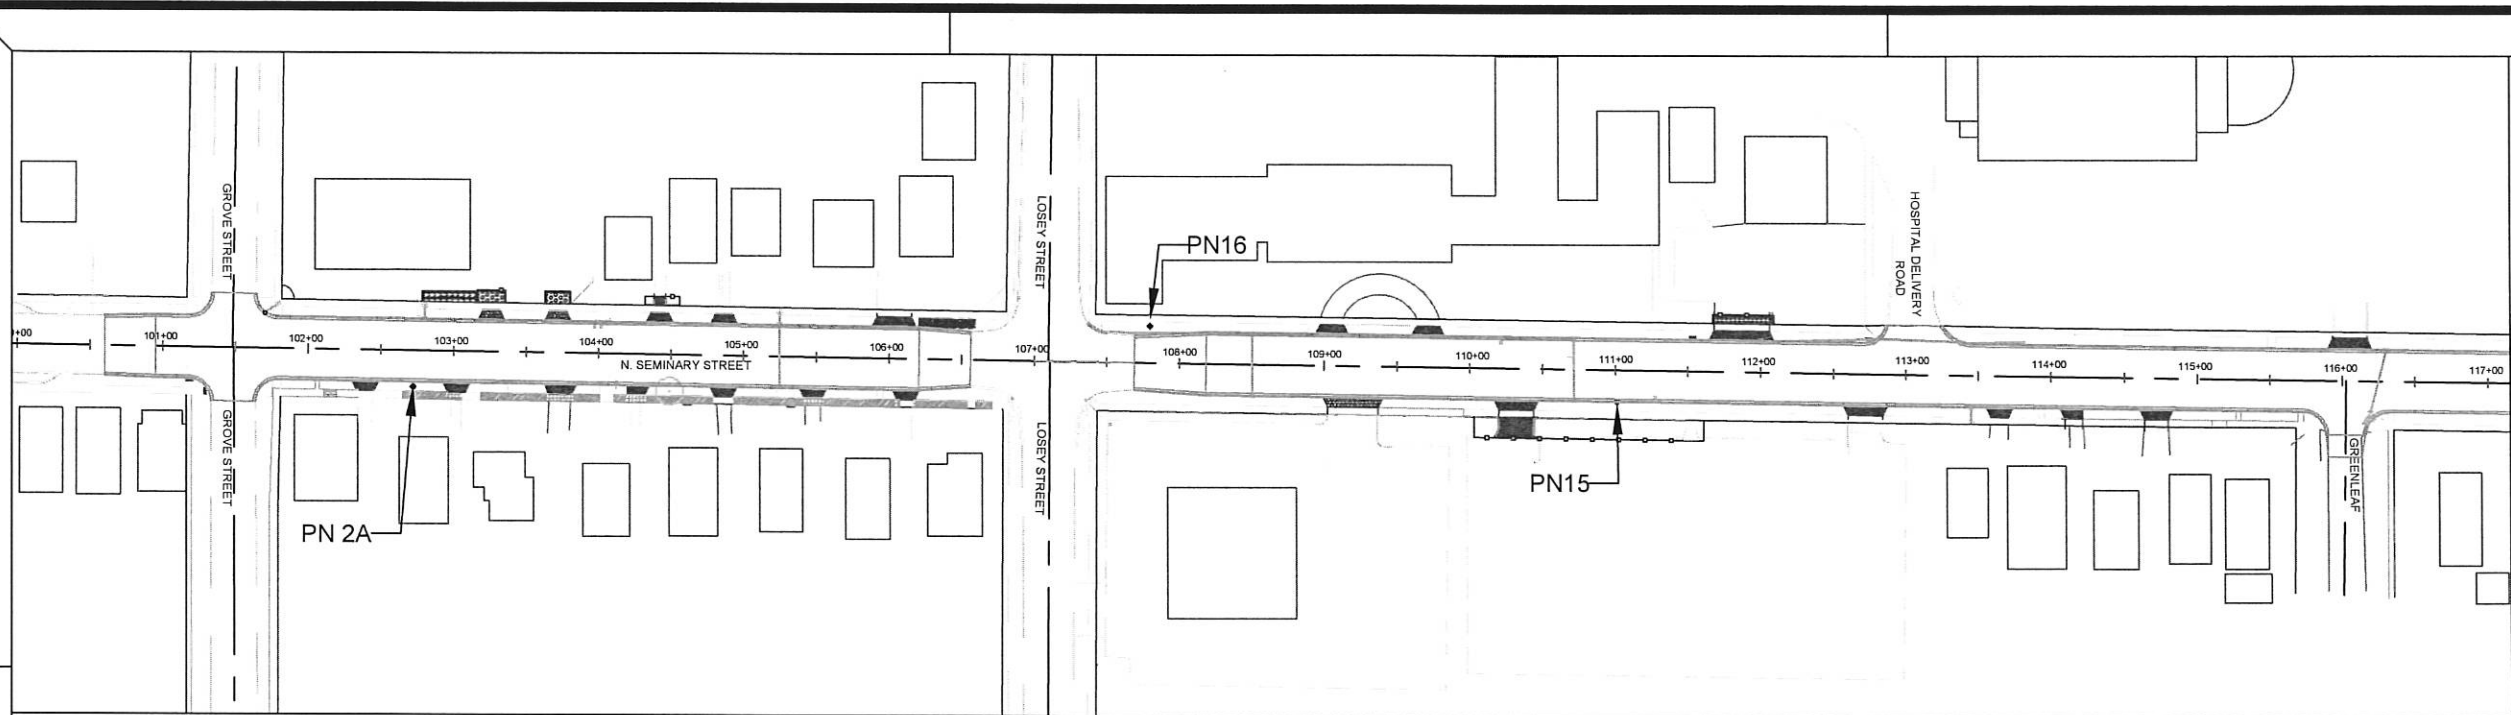 GROVE STREET
LOSEY STREET
HOSPITAL DELIVERY
ROAD
PN16
+00
101+00
102+00
103+00
104+00
105+00
106+00
107+00
108+00
109+00
110+00
111+00
112+00
113+00
114+00
115+00
116+00
117+00
N. SEMINARY STREET
GROVE STREET
LOSEY STREET
GREENLEAF
PN15
PN 2A